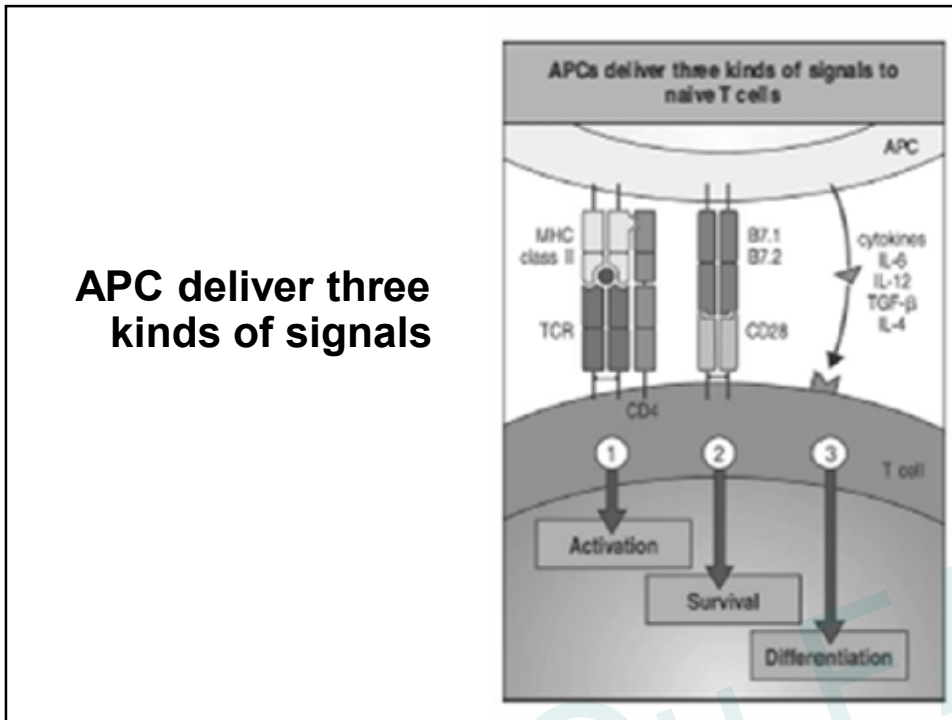 APC deliver three
kinds of signals
APCs deliver three kinds of signals to
naive T cells
APC
MHC
class II
B7.1
B7.2
cytokines
IL-6
IL-12
TGF-β
IL-4
TCR
CD28
CD4
1
2
3
T cell
Activation
Survival
Differentiation